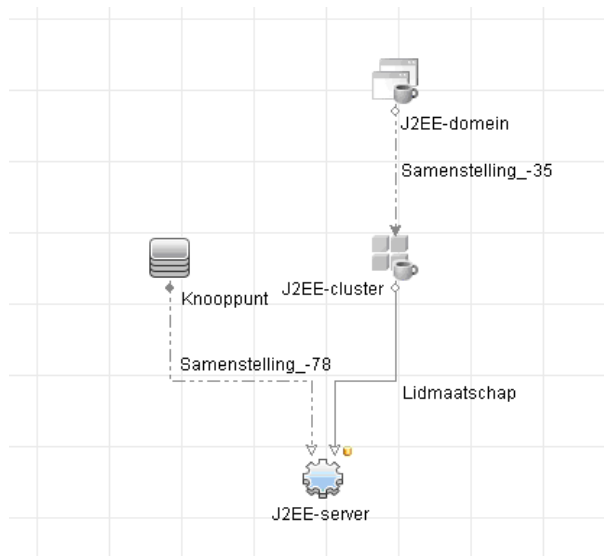 J2EE-domein
Samenstelling_-35
Knooppunt
J2EE-cluster
Samenstelling_-78
Lidmaatschap
J2EE-server